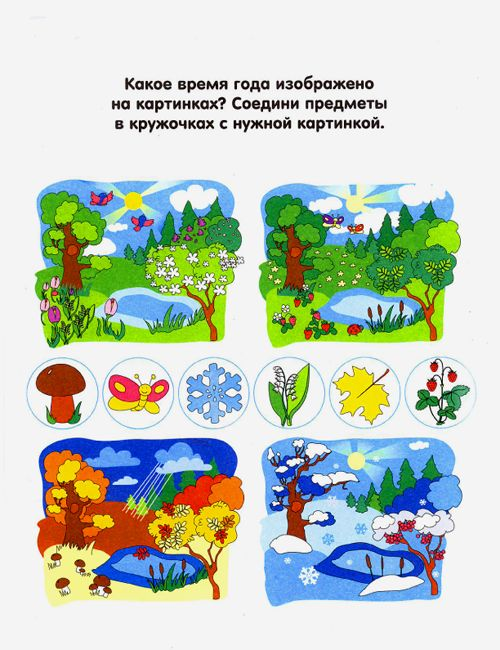 Какое время года изображено
на картинках? Соедини предметы
в кружочках с нужной картинкой.